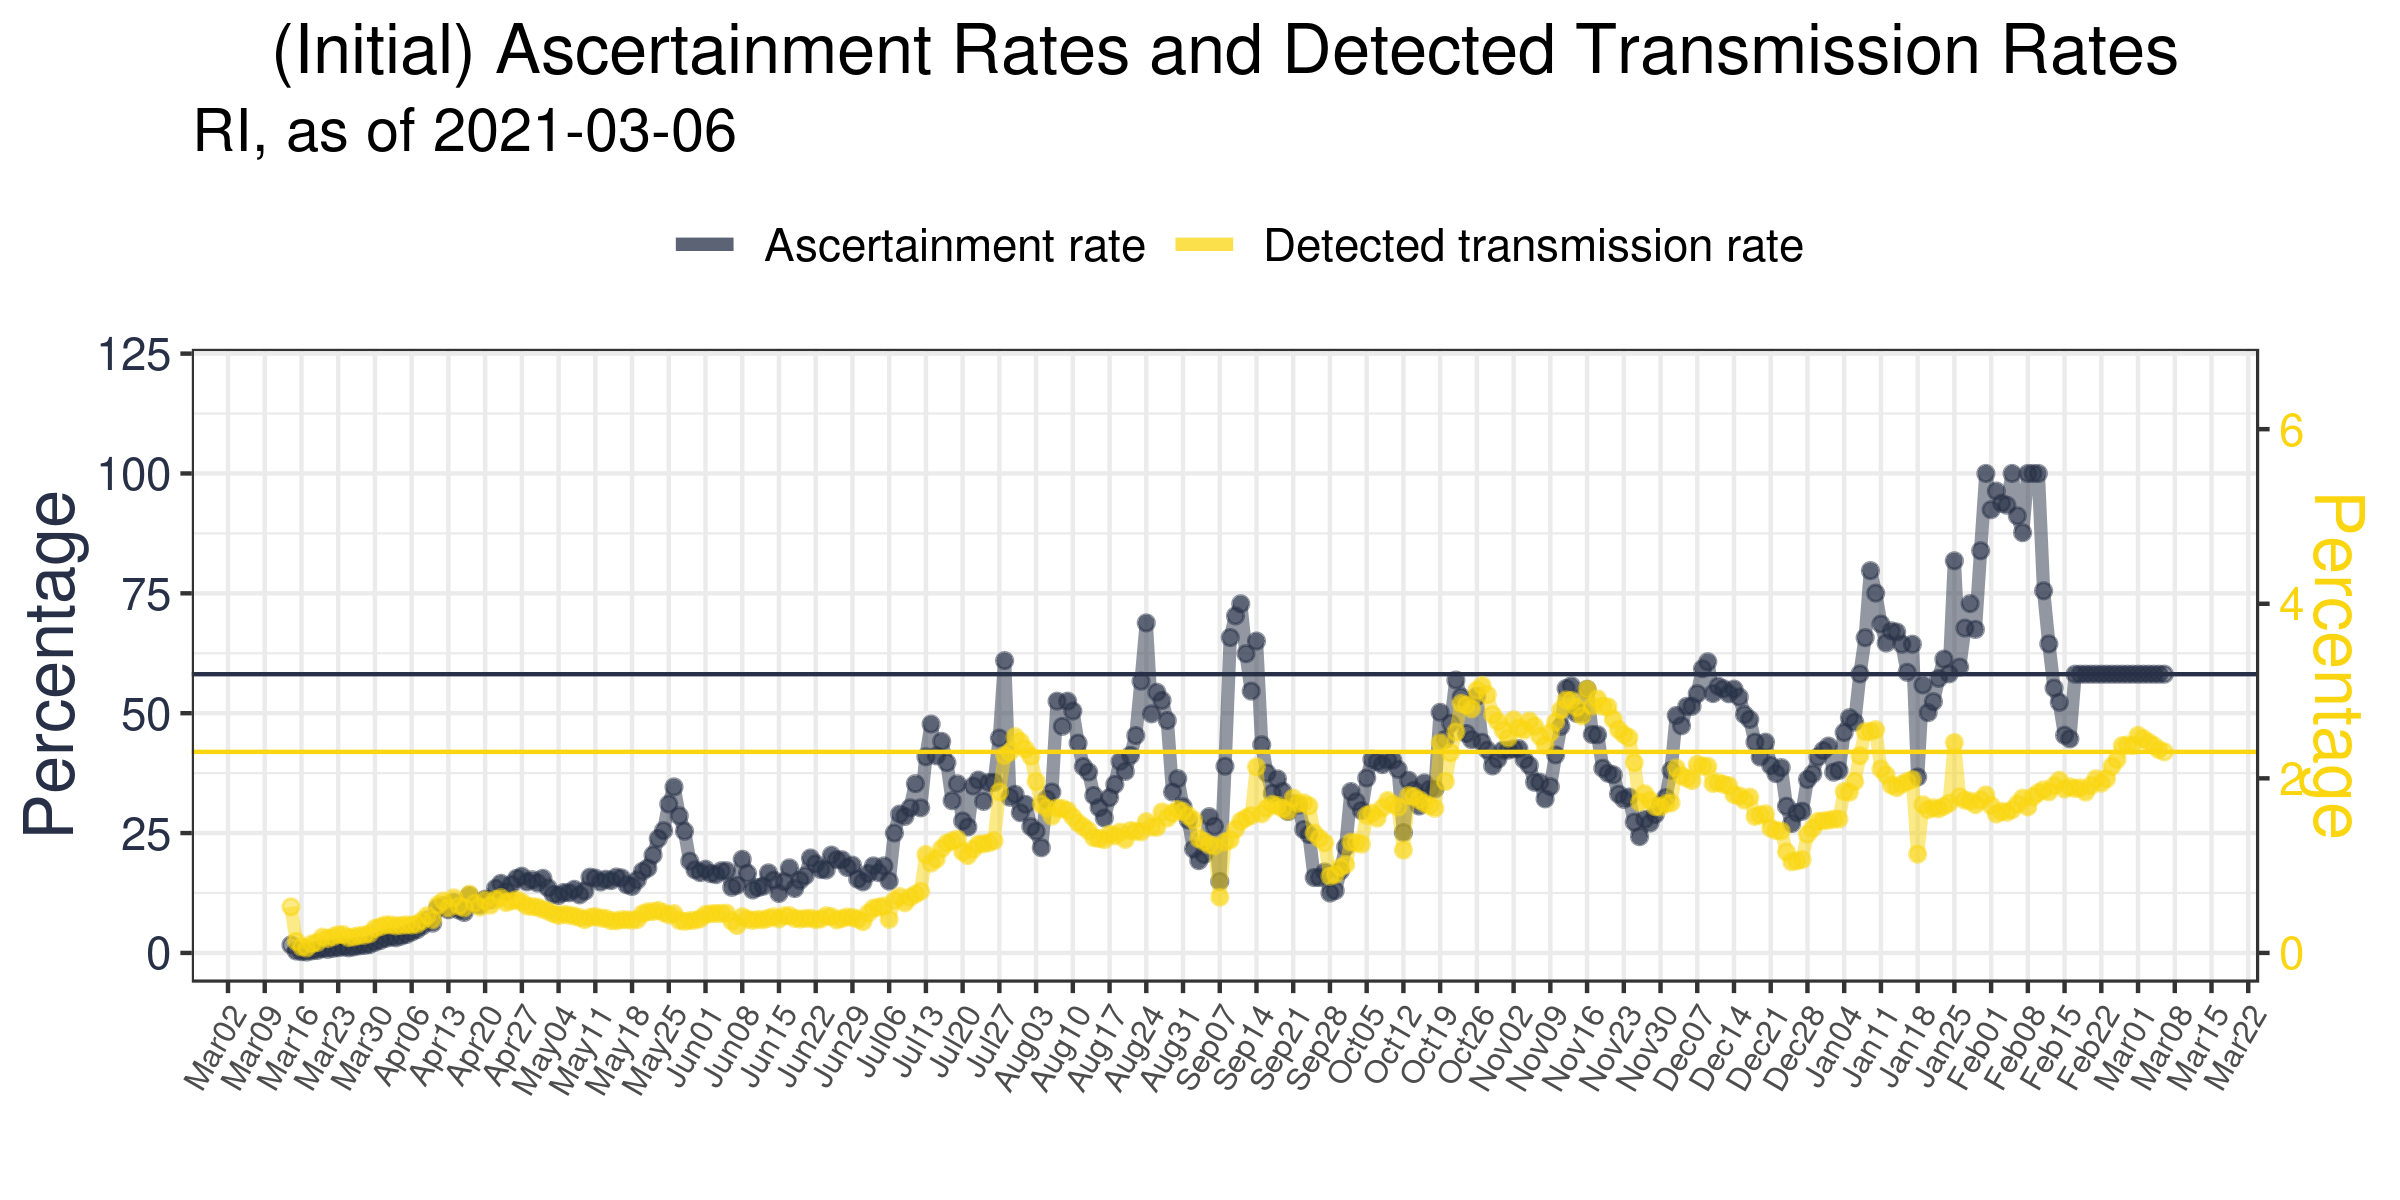 (Initial) Ascertainment Rates and Detected Transmission Rates
RI, as of 2021-03-06
Ascertainment rate
Detected transmission rate
Percentage
125
100
75
50
25
0
6
4
2
0
Percentage
Mar02
Mar09
Mar16
Mar23
Mar30
Apr06
Apr13
Apr20
Apr27
May04
May11
May18
May25
Jun01
Jun08
Jun15
Jun22
Jun29
Jul06
Jul13
Jul20
Jul27
Aug03
Aug10
Aug17
Aug24
Aug31
Sep07
Sep14
Sep21
Sep28
Oct05
Oct12
Oct19
Oct26
Nov02
Nov09
Nov16
Nov23
Nov30
Dec07
Dec14
Dec21
Dec28
Jan04
Jan11
Jan18
Jan25
Feb01
Feb08
Feb15
Feb22
Mar01
Mar08
Mar15
Mar22